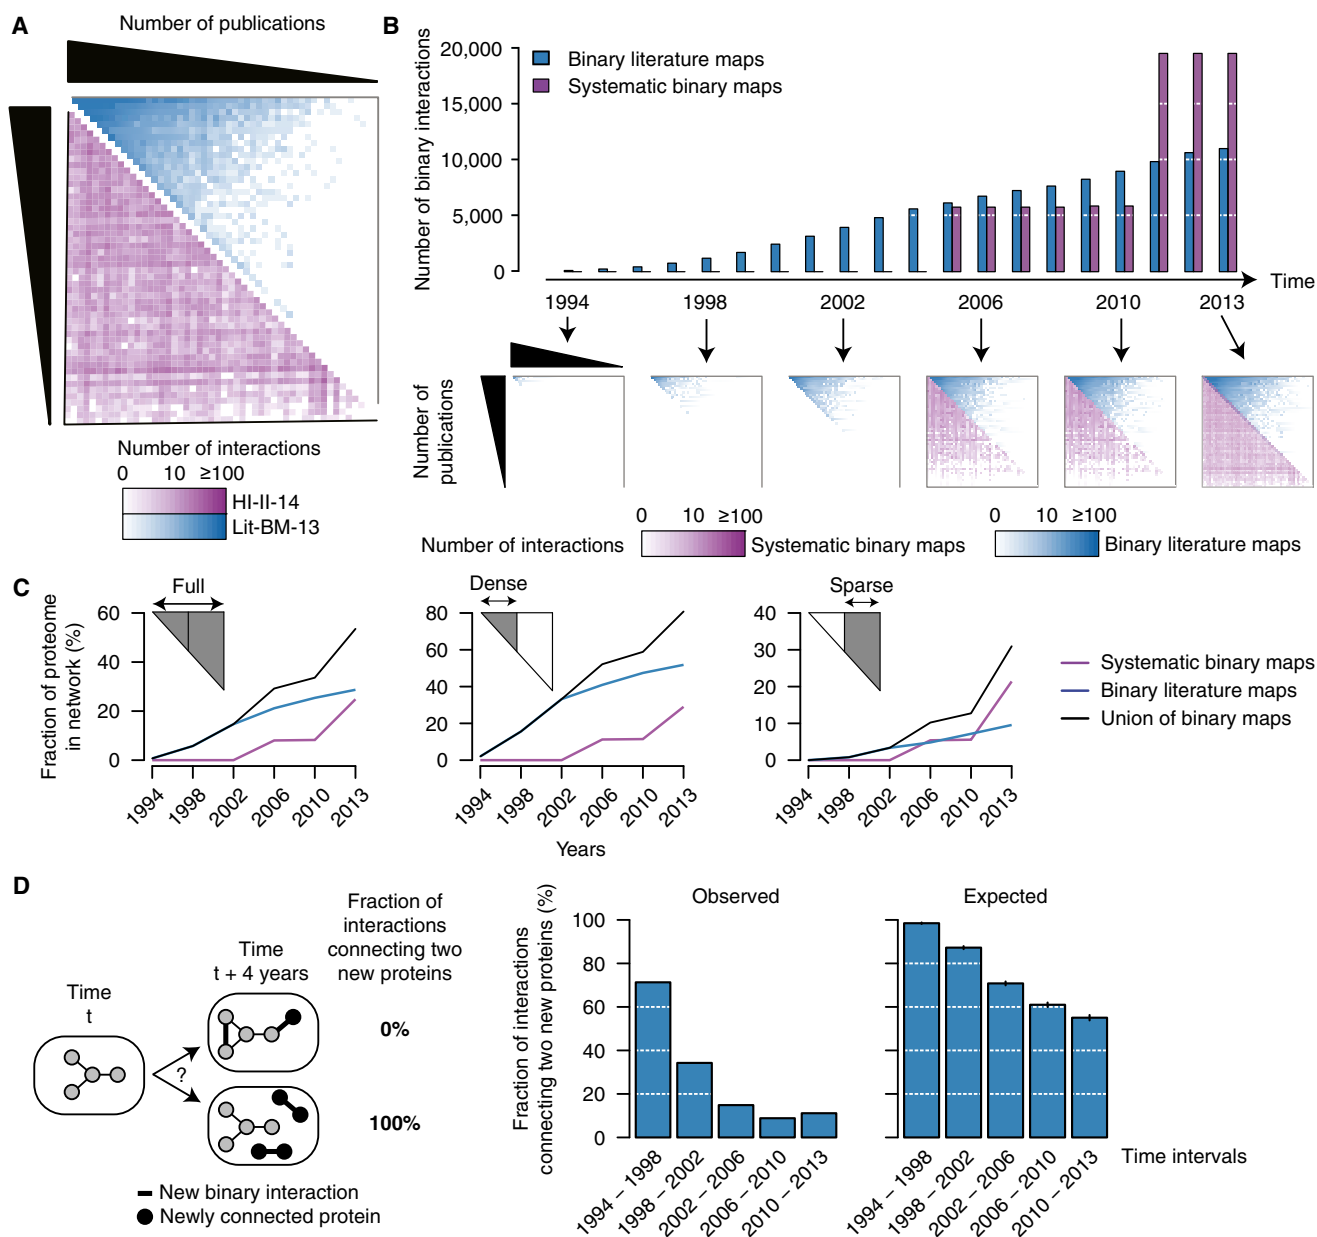 A
Number of publications
Number of interactions
0 10 ≥100
HI-II-14
Lit-BM-13
B
Number of binary interactions
20,000
15,000
10,000
5,000
0
Binary literature maps
Systematic binary maps
1994 1998 2002 2006 2010 2013
Time
Number of
publications
Number of interactions
0 10 ≥100
Systematic binary maps
0 10 ≥100
Binary literature maps
C
Fraction of proteome
in network (%)
Full
60
40
20
0
1994 1998 2002 2006 2010 2013
Dense
80
60
40
20
0
1994 1998 2002 2006 2010 2013
Years
Sparse
40
30
20
10
0
1994 1998 2002 2006 2010 2013
Systematic binary maps
Binary literature maps
Union of binary maps
D
Time
t
?
Time
t + 4 years
Fraction of
interactions
connecting two
new proteins
0%
100%
New binary interaction
Newly connected protein
Fraction of interactions
connecting two new proteins (%)
Observed
100
80
60
40
20
0
1994 – 1998
1998 – 2002
2002 – 2006
2006 – 2010
2010 – 2013
Expected
1994 – 1998
1998 – 2002
2002 – 2006
2006 – 2010
2010 – 2013
Time intervals